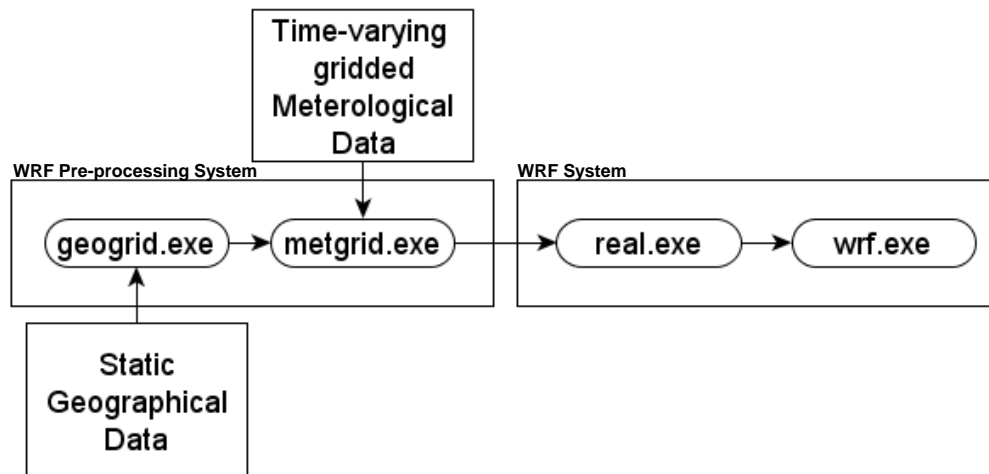 Time-varying
gridded
Meterological
Data
WRF Pre-processing System
WRF System
geogrid.exe
metgrid.exe
real.exe
wrf.exe
Static
Geographical
Data